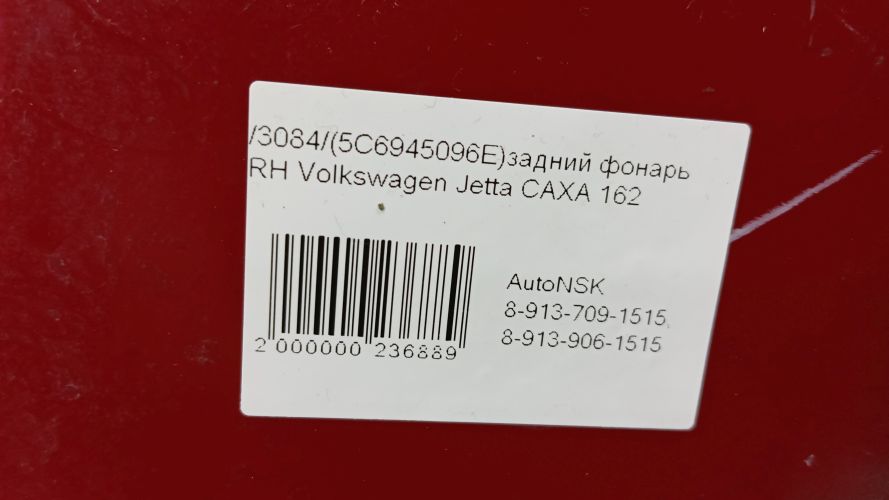 /3084/(5C6945096E)задний фонарь
RH Volkswagen Jetta CAXA 162
AutoNSK
8-913-709-1515,
8-913-906-1515
2 000000 236889